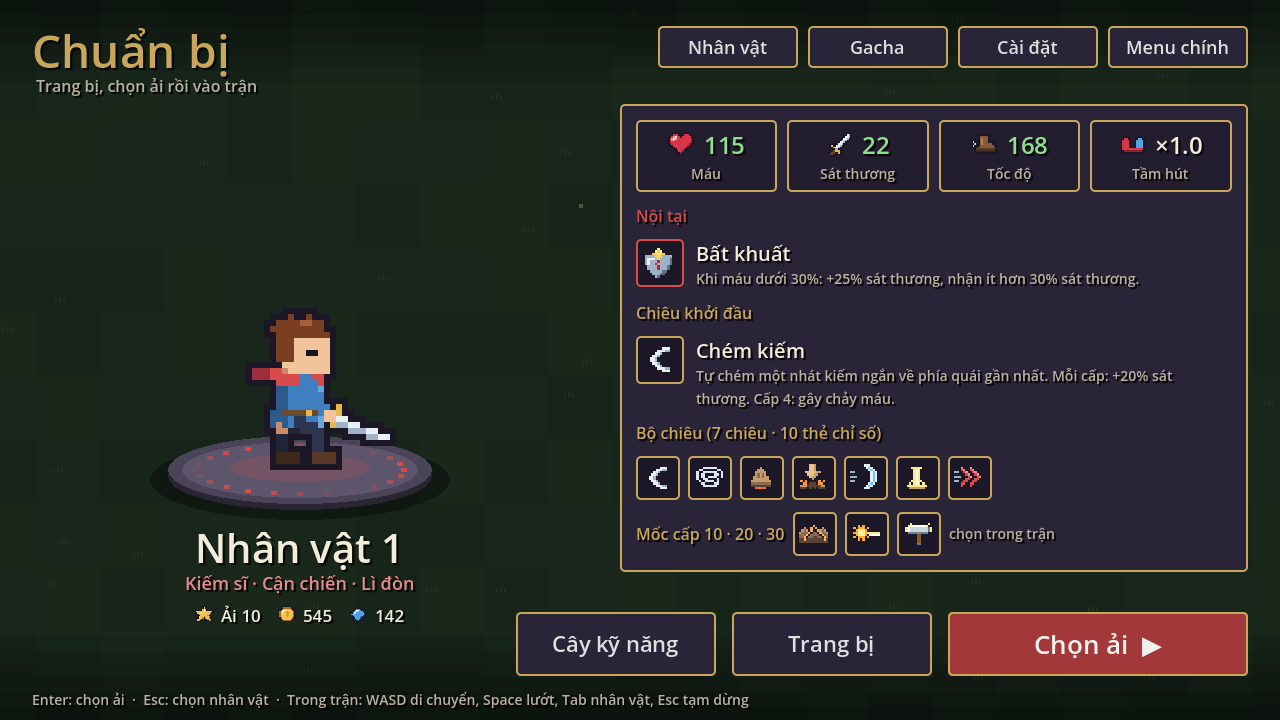 Chuẩn bị
Trang bị, chọn ải rồi vào trận
Nhân vật
Gacha
Cài đặt
Menu chính
115
Máu
22
Sát thương
168
Tốc độ
×1.0
Tầm hút
Nội tại
Bất khuất
Khi máu dưới 30%: +25% sát thương, nhận ít hơn 30% sát thương.
Chiêu khởi đầu
Chém kiếm
Tự chém một nhát kiếm ngắn về phía quái gần nhất. Mỗi cấp: +20% sát
thương. Cấp 4: gây chảy máu.
Bộ chiêu (7 chiêu · 10 thẻ chỉ số)
Mốc cấp 10 · 20 · 30
chọn trong trận
Nhân vật 1
Kiếm sĩ · Cận chiến · Lì đòn
Ải 10
545
142
Cây kỹ năng
Trang bị
Chọn ải ▶
Enter: chọn ải · Esc: chọn nhân vật · Trong trận: WASD di chuyển, Space lướt, Tab nhân vật, Esc tạm dừng